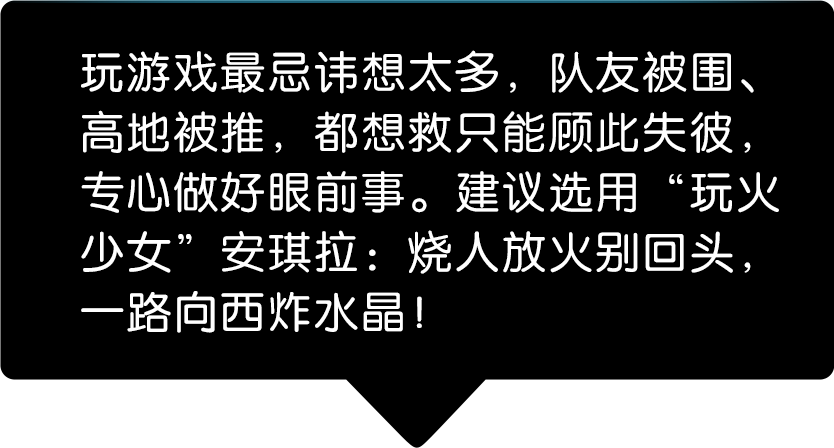 玩游戏最忌讳想太多，队友被围、
高地被推，都想救只能顾此失彼，
专心做好眼前事。建议选用“玩火
少女”安琪拉：烧人放火别回头，
一路向西炸水晶！